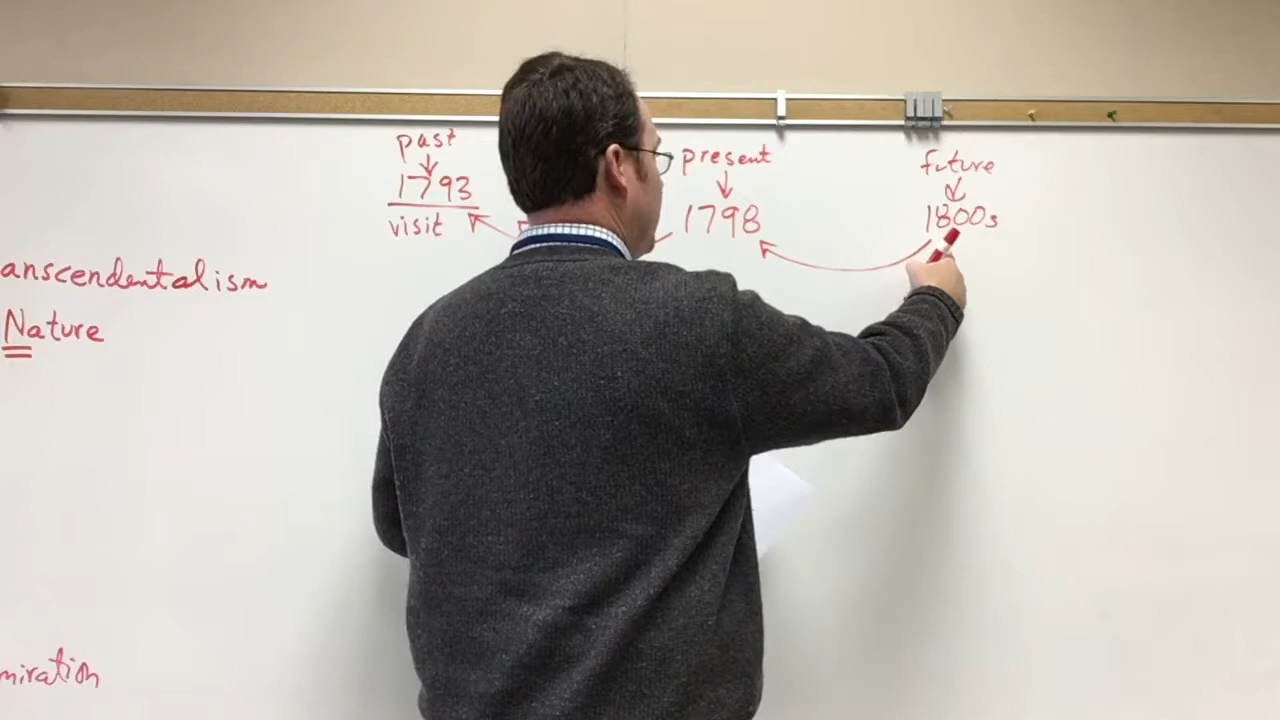 past
1793
visit
present
1798
future
1800s
anscendentalism
Nature
miration